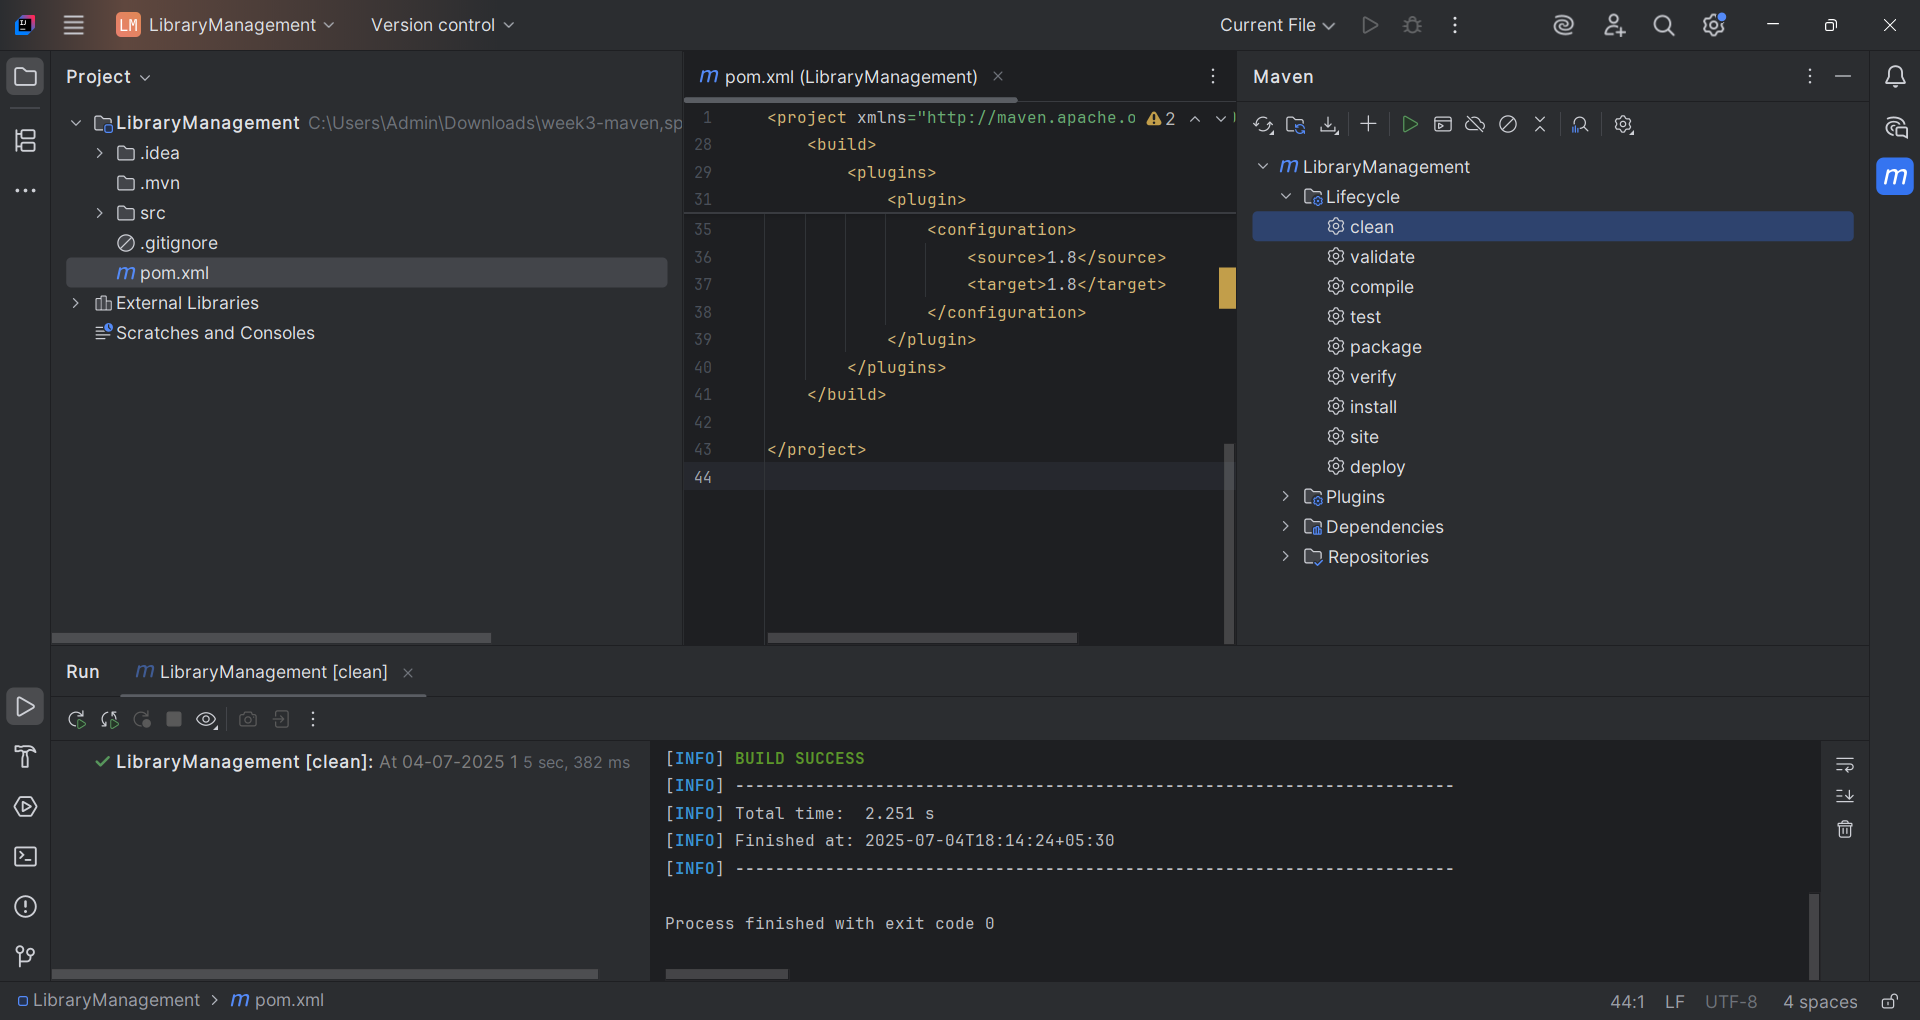 LM LibraryManagement Version control Current File
Project
LibraryManagement C:\Users\Admin\Downloads\week3-maven,sp
.idea
.mvn
src
.gitignore
m pom.xml
External Libraries
Scratches and Consoles
m pom.xml (LibraryManagement)
1 <project xmlns="http://maven.apache.o 2
28 <build>
29 <plugins>
31 <plugin>
35 <configuration>
36 <source>1.8</source>
37 <target>1.8</target>
38 </configuration>
39 </plugin>
40 </plugins>
41 </build>
42
43 </project>
44
Maven
m LibraryManagement
Lifecycle
clean
validate
compile
test
package
verify
install
site
deploy
Plugins
Dependencies
Repositories
m
Run m LibraryManagement [clean]
LibraryManagement [clean]: At 04-07-2025 1 5 sec, 382 ms
[INFO] BUILD SUCCESS
[INFO] ------------------------------------------------------------------------
[INFO] Total time:  2.251 s
[INFO] Finished at: 2025-07-04T18:14:24+05:30
[INFO] ------------------------------------------------------------------------
Process finished with exit code 0
LibraryManagement > m pom.xml
44:1 LF UTF-8 4 spaces